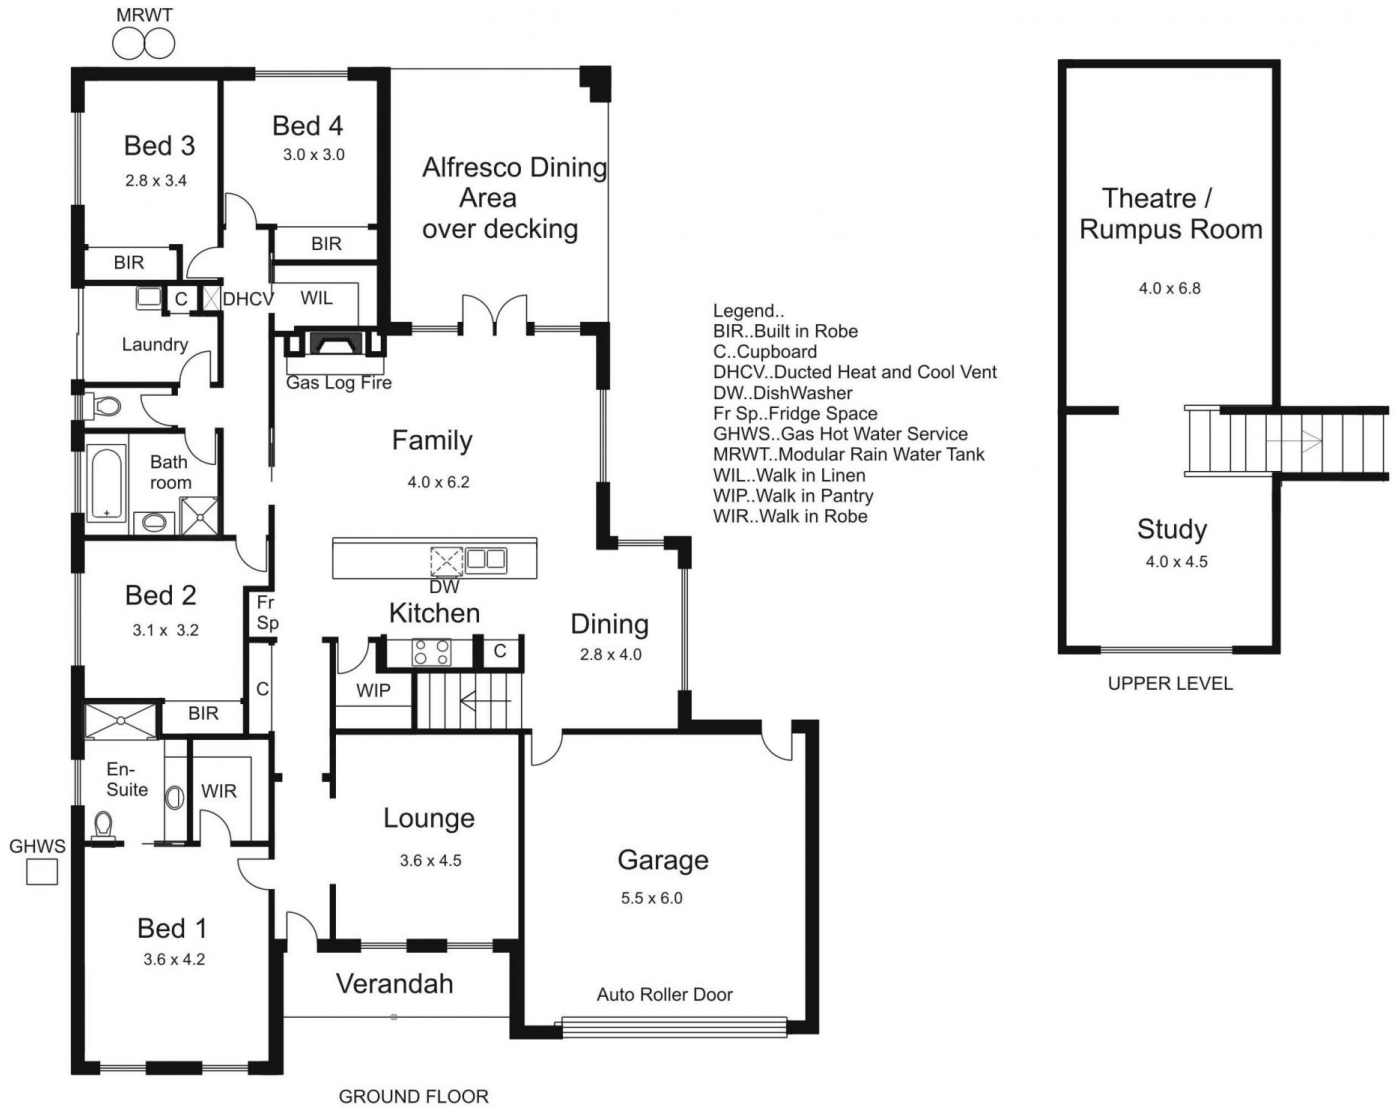 MRWT
Bed 3
2.8 x 3.4
Bed 4
3.0 x 3.0
BIR
BIR
Alfresco Dining
Area
over decking
C
DHCV
WIL
Laundry
Gas Log Fire
Family
4.0 x 6.2
Bath
room
DW
Kitchen
Bed 2
3.1 x 3.2
Fr
Sp
Dining
2.8 x 4.0
C
C
WIP
BIR
En-
Suite
WIR
GHWS
Lounge
3.6 x 4.5
Garage
5.5 x 6.0
Bed 1
3.6 x 4.2
Verandah
Auto Roller Door
GROUND FLOOR
Legend..
BIR..Built in Robe
C..Cupboard
DHCV..Ducted Heat and Cool Vent
DW..DishWasher
Fr Sp..Fridge Space
GHWS..Gas Hot Water Service
MRWT..Modular Rain Water Tank
WIL..Walk in Linen
WIP..Walk in Pantry
WIR..Walk in Robe
Theatre /
Rumpus Room
4.0 x 6.8
Study
4.0 x 4.5
UPPER LEVEL